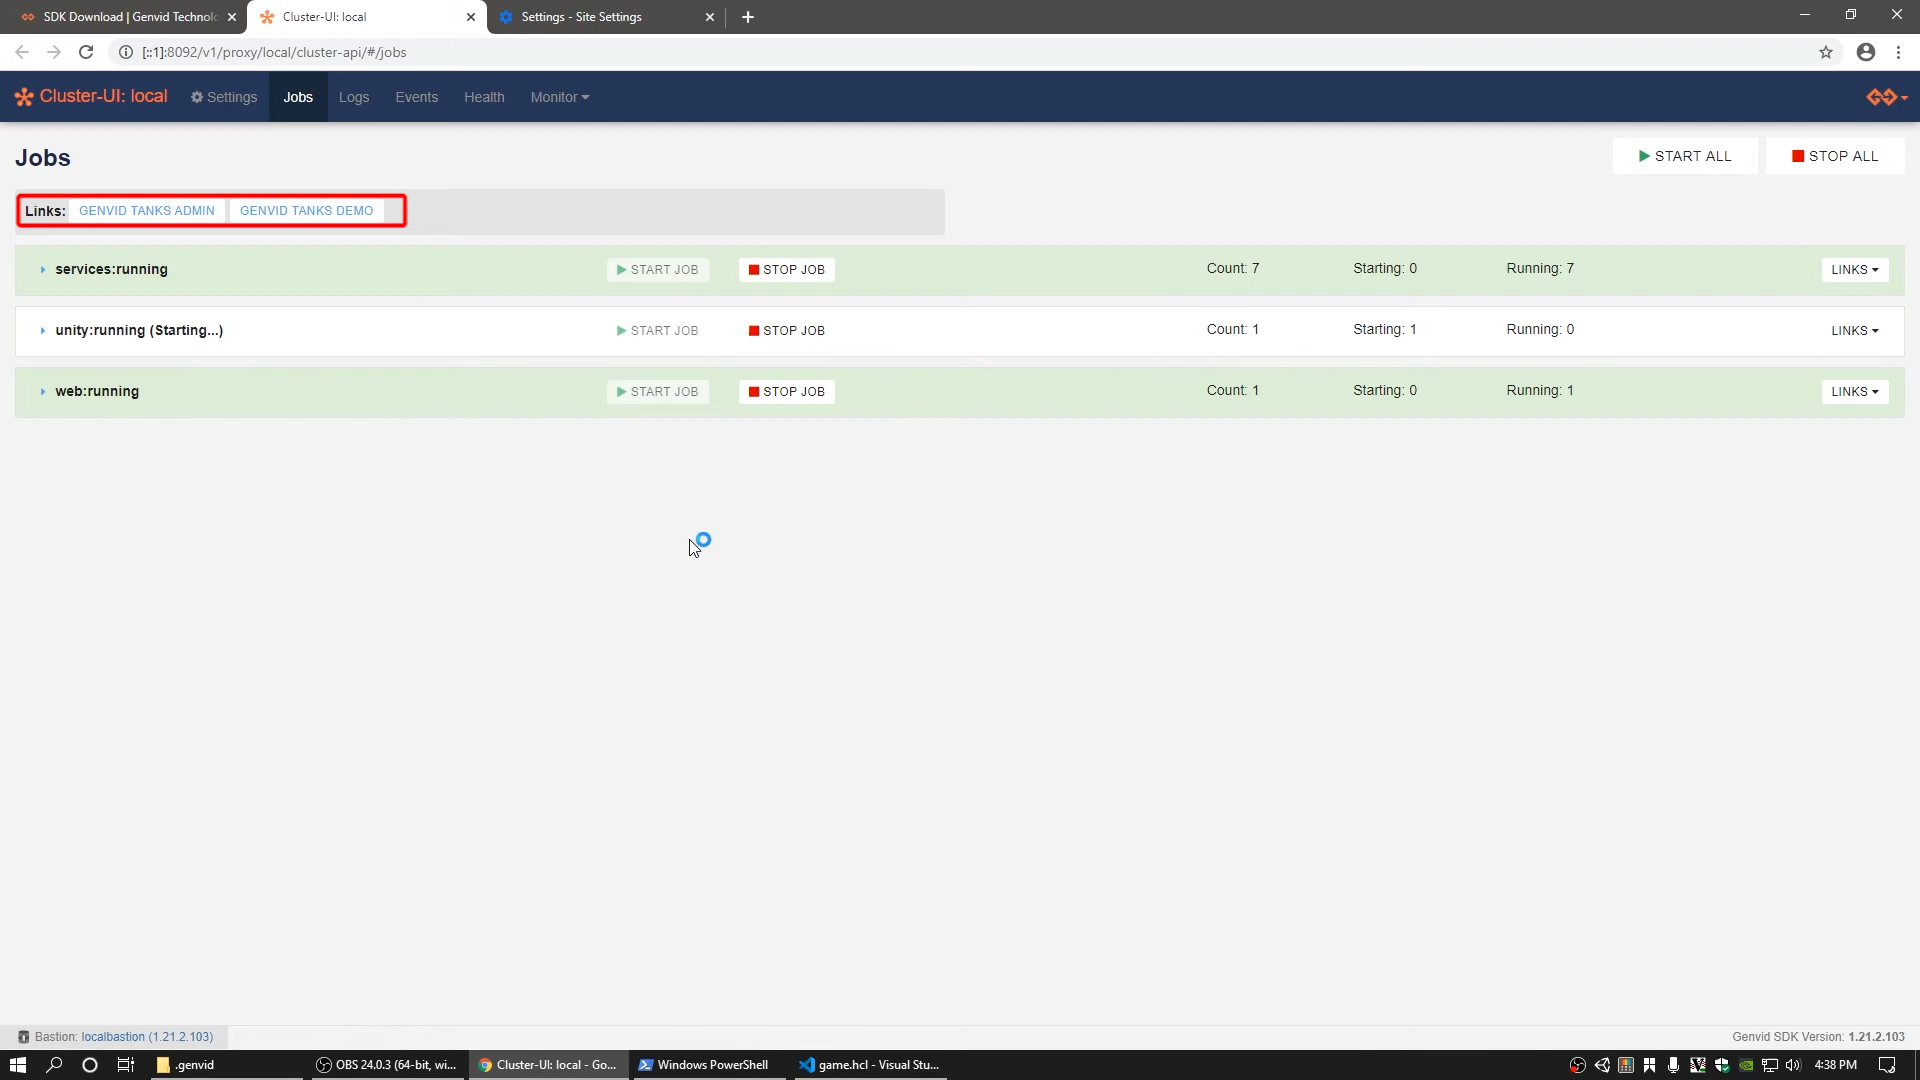 SDK Download | Genvid Technolo
Cluster-UI: local
Settings - Site Settings
[::1]:8092/v1/proxy/local/cluster-api/#/jobs
Cluster-UI: local
Settings
Jobs
Logs
Events
Health
Monitor
Jobs
START ALL
STOP ALL
Links: GENVID TANKS ADMIN GENVID TANKS DEMO
services:running START JOB STOP JOB Count: 7 Starting: 0 Running: 7 LINKS
unity:running (Starting...) START JOB STOP JOB Count: 1 Starting: 1 Running: 0 LINKS
web:running START JOB STOP JOB Count: 1 Starting: 0 Running: 1 LINKS
Bastion: localbastion (1.21.2.103)
Genvid SDK Version: 1.21.2.103
.genvid
OBS 24.0.3 (64-bit, wi...
Cluster-UI: local - Go...
Windows PowerShell
game.hcl - Visual Stu...
4:38 PM